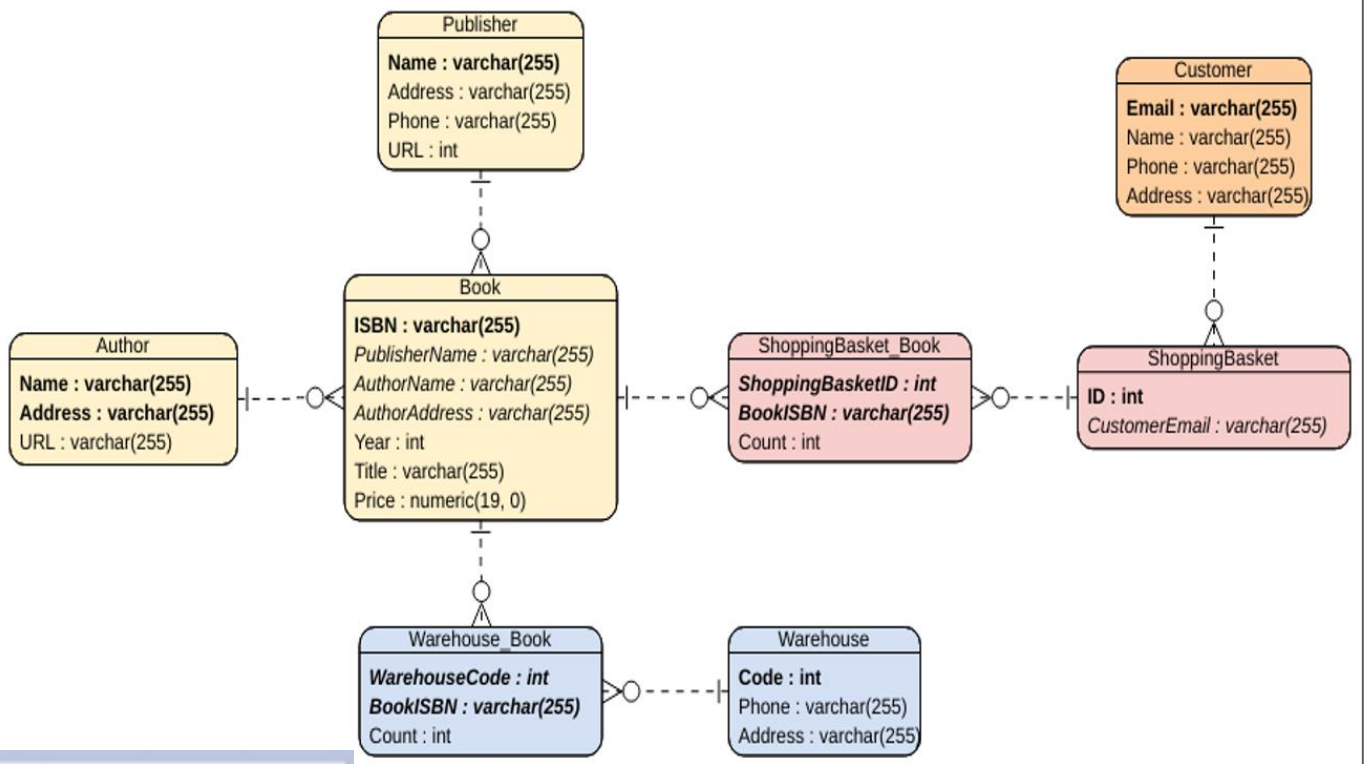 Publisher
Name : varchar(255)
Address : varchar(255)
Phone : varchar(255)
URL : int
Customer
Email : varchar(255)
Name : varchar(255)
Phone : varchar(255)
Address : varchar(255)
Book
ISBN : varchar(255)
PublisherName : varchar(255)
AuthorName : varchar(255)
AuthorAddress : varchar(255)
Year : int
Title : varchar(255)
Price : numeric(19, 0)
Author
Name : varchar(255)
Address : varchar(255)
URL : varchar(255)
ShoppingBasket_Book
ShoppingBasketID : int
BookISBN : varchar(255)
Count : int
ShoppingBasket
ID : int
CustomerEmail : varchar(255)
Warehouse_Book
WarehouseCode : int
BookISBN : varchar(255)
Count : int
Warehouse
Code : int
Phone : varchar(255)
Address : varchar(255)